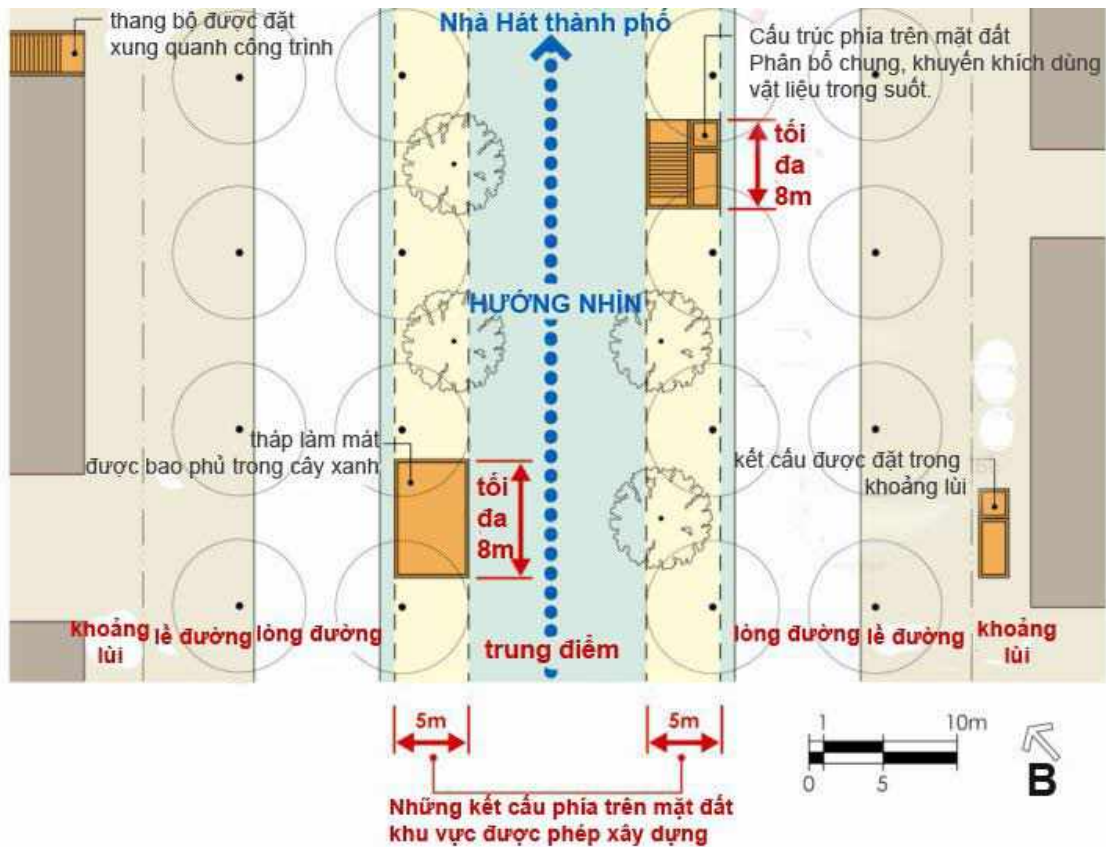 thang bộ được đặt
xung quanh công trình
Nhà Hát thành phố
Cấu trúc phía trên mặt đất
Phân bổ chung, khuyến khích dùng
vật liệu trong suốt.
tối
đa
8m
HƯỚNG NHÌN
tháp làm mát
được bao phủ trong cây xanh
tối
đa
8m
kết cấu được đặt trong
khoảng lùi
khoảng
lùi
lề đường
lòng đường
trung điểm
lòng đường
lề đường
khoảng
lùi
5m
5m
Những kết cấu phía trên mặt đất
khu vực được phép xây dựng
1
10m
0
5
B